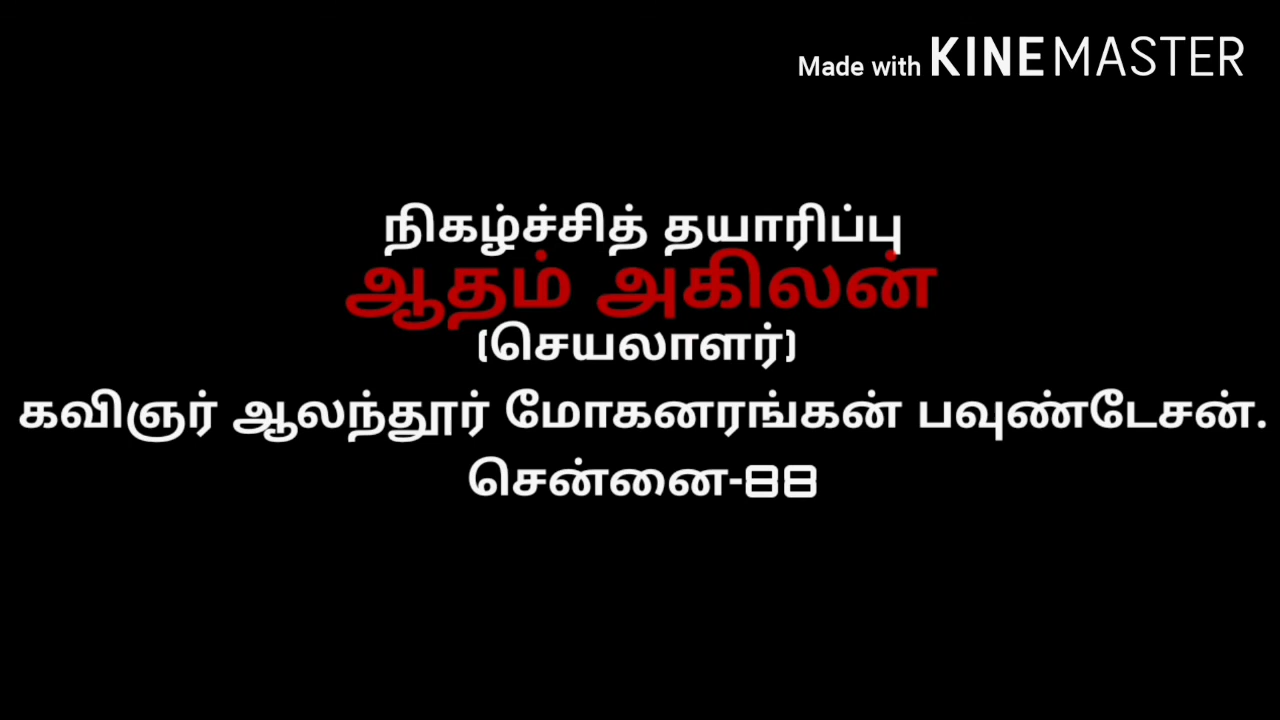 Made with KINEMASTER
நிகழ்ச்சித் தயாரிப்பு
ஆதம் அகிலன்
(செயலாளர்)
கவிஞர் ஆலந்தூர் மோகனரங்கன் பவுண்டேசன்.
சென்னை-88